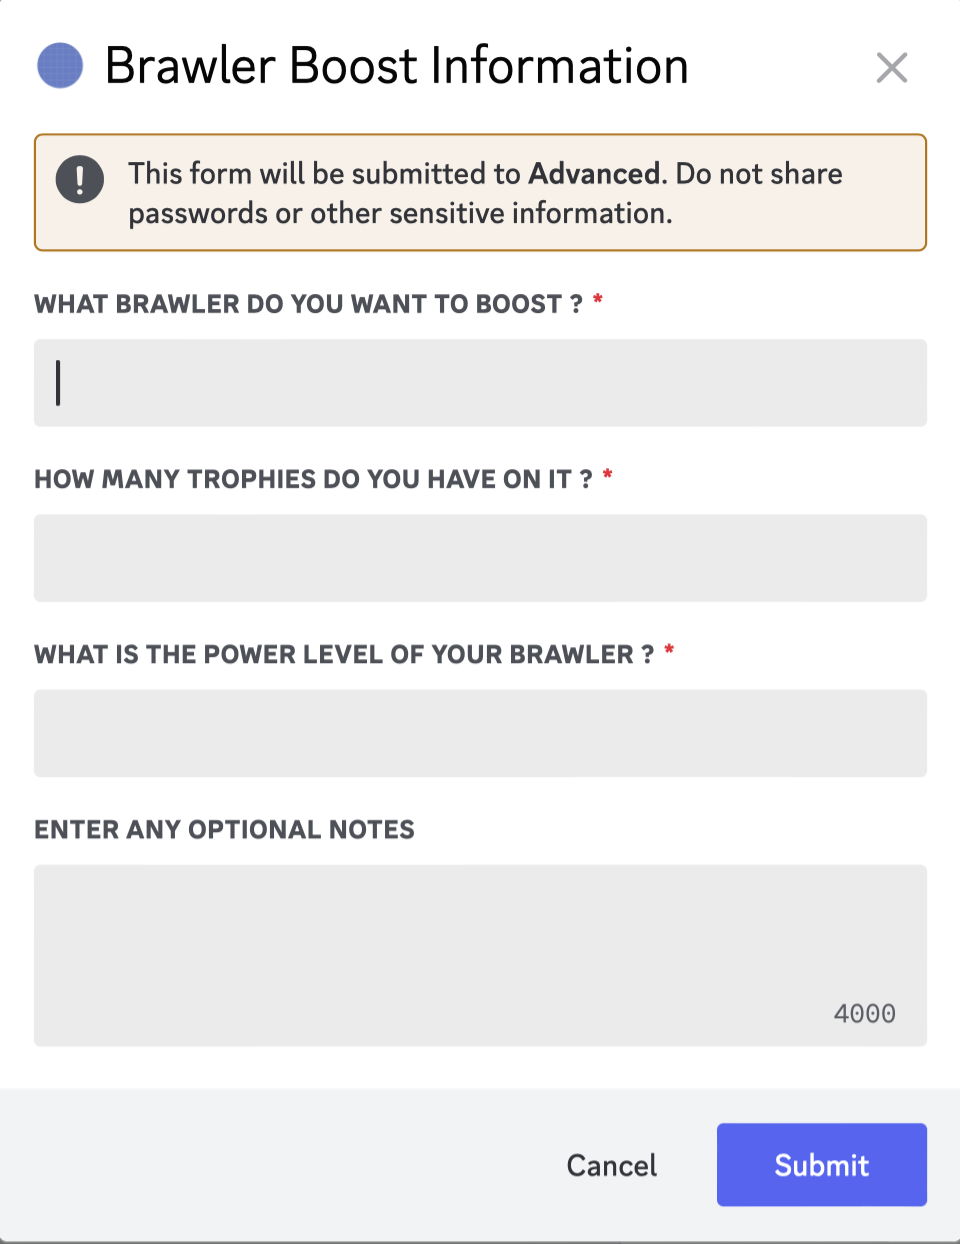 Brawler Boost Information
This form will be submitted to Advanced. Do not share
passwords or other sensitive information.
WHAT BRAWLER DO YOU WANT TO BOOST ? *
HOW MANY TROPHIES DO YOU HAVE ON IT ? *
WHAT IS THE POWER LEVEL OF YOUR BRAWLER ? *
ENTER ANY OPTIONAL NOTES
4000
Cancel
Submit